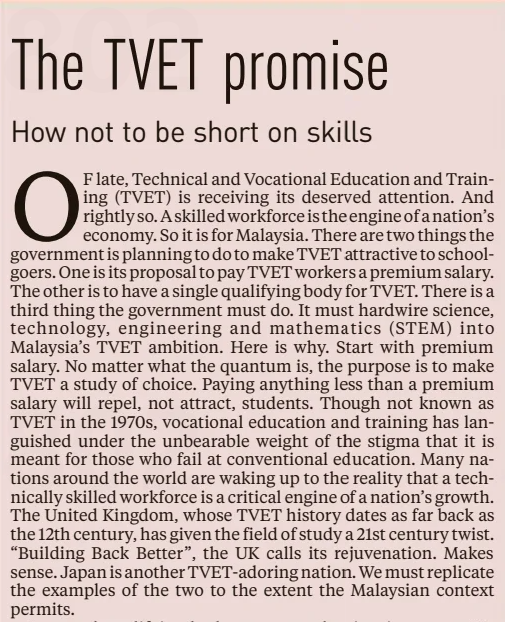 The TVET promise
How not to be short on skills
OF late, Technical and Vocational Education and Train-
ing (TVET) is receiving its deserved attention. And
rightly so. A skilled workforce is the engine of a nation's
economy. So it is for Malaysia. There are two things the
government is planning to do to make TVET attractive to school-
goers. One is its proposal to pay TVET workers a premium salary.
The other is to have a single qualifying body for TVET. There is a
third thing the government must do. It must hardwire science,
technology, engineering and mathematics (STEM) into
Malaysia's TVET ambition. Here is why. Start with premium
salary. No matter what the quantum is, the purpose is to make
TVET a study of choice. Paying anything less than a premium
salary will repel, not attract, students. Though not known as
TVET in the 1970s, vocational education and training has lan-
guished under the unbearable weight of the stigma that it is
meant for those who fail at conventional education. Many na-
tions around the world are waking up to the reality that a tech-
nically skilled workforce is a critical engine of a nation's growth.
The United Kingdom, whose TVET history dates as far back as
the 12th century, has given the field of study a 21st century twist.
“Building Back Better”, the UK calls its rejuvenation. Makes
sense. Japan is another TVET-adoring nation. We must replicate
the examples of the two to the extent the Malaysian context
permits.